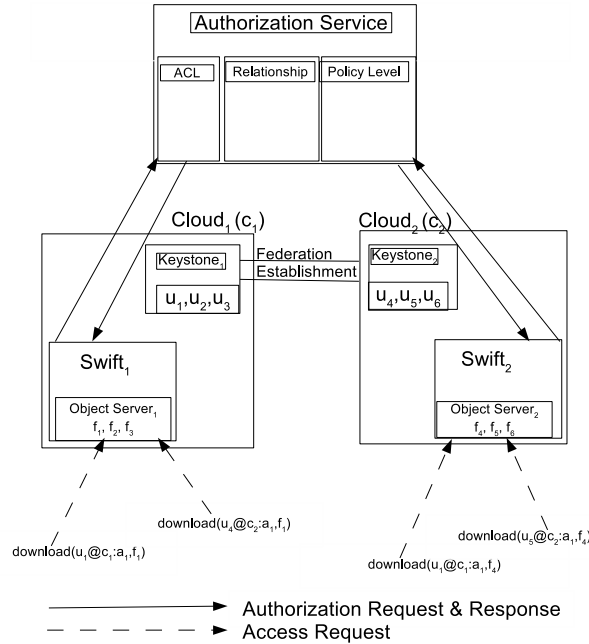 Authorization Service
ACL
Relationship
Policy Level
Cloud₁ (c₁)
Cloud₂ (c₂)
Keystone₁
Federation
Establishment
Keystone₂
u₁,u₂,u₃
u₄,u₅,u₆
Swift₁
Swift₂
Object Server₁
f₁, f₂, f₃
Object Server₂
f₄, f₅, f₆
download(u₄@c₂:a₁,f₁)
download(u₅@c₂:a₁,f₄)
download(u₁@c₁:a₁,f₁)
download(u₁@c₁:a₁,f₄)
Authorization Request & Response
Access Request